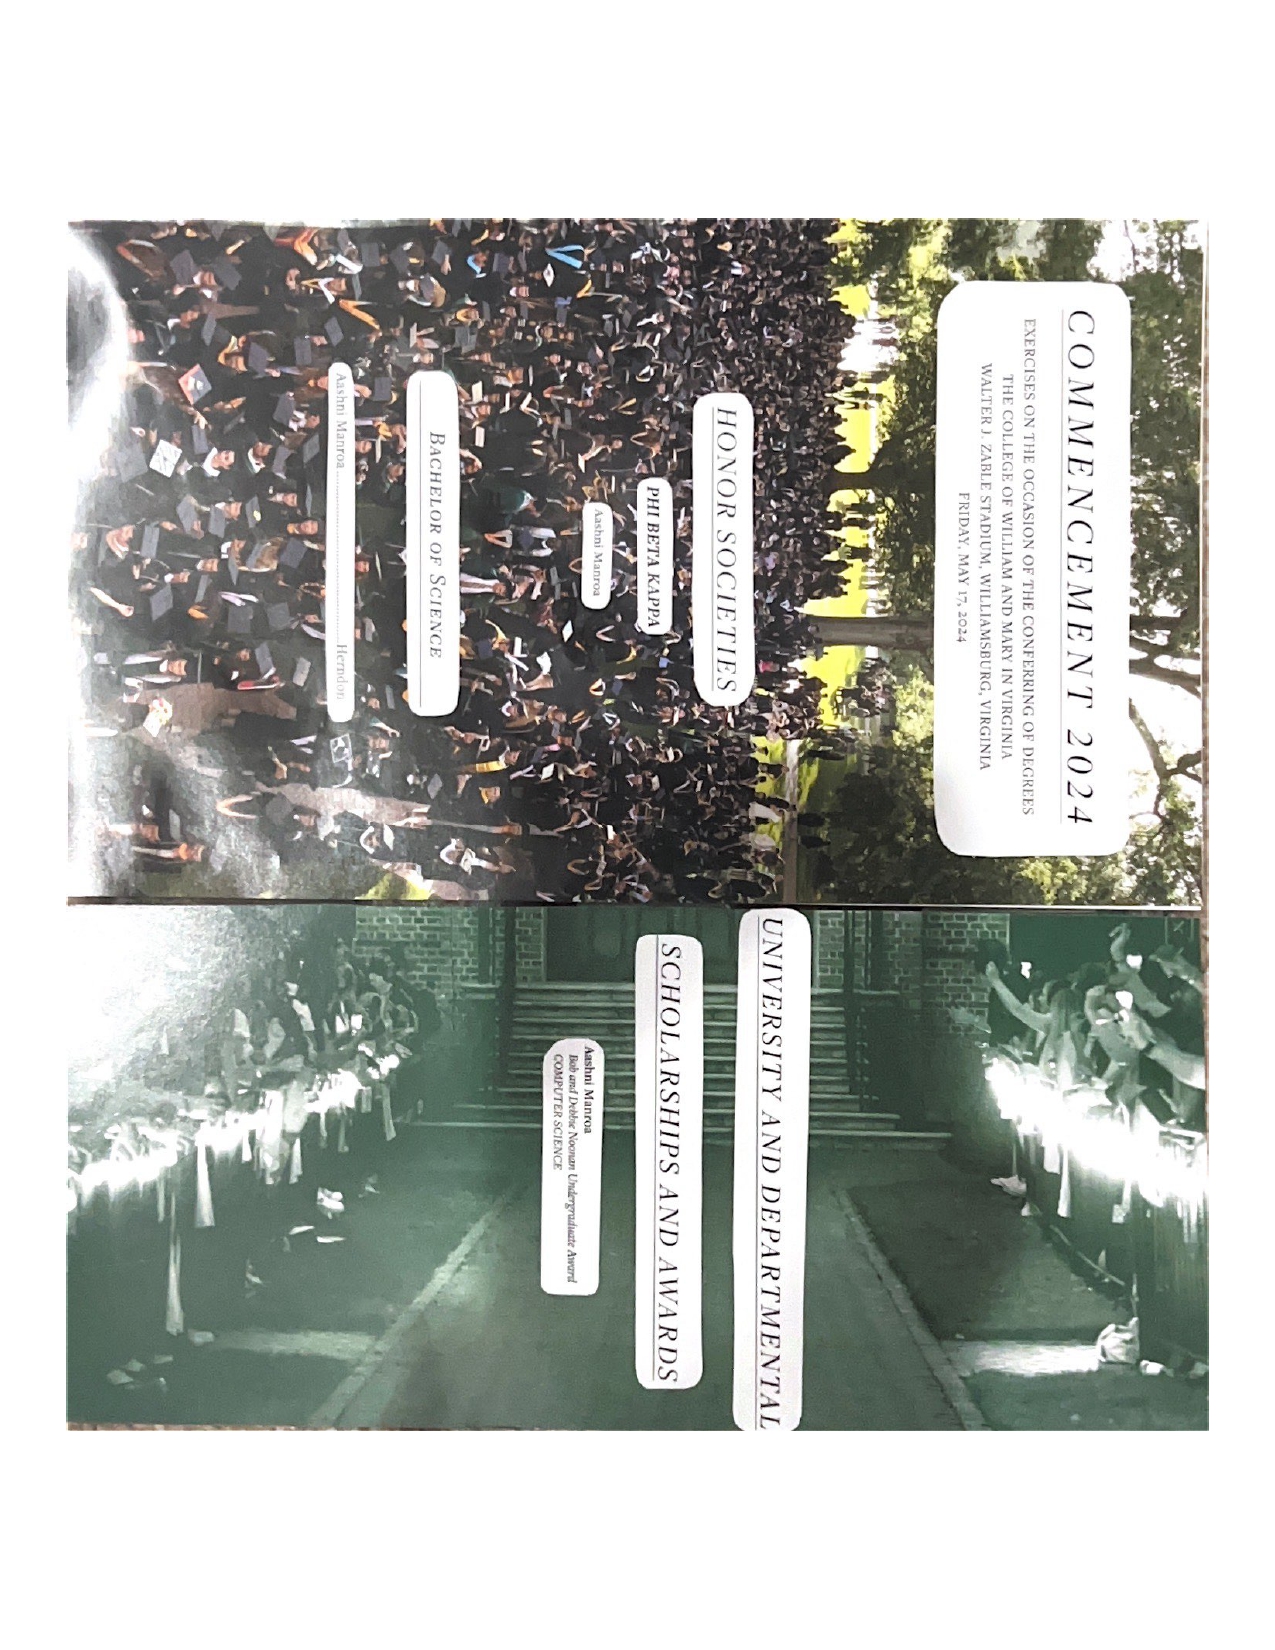 COMMENCEMENT 2024
EXERCISES ON THE OCCASION OF THE CONFERRING OF DEGREES
THE COLLEGE OF WILLIAM AND MARY IN VIRGINIA
WALTER J. ZABLE STADIUM, WILLIAMSBURG, VIRGINIA
FRIDAY, MAY 17, 2024
HONOR SOCIETIES
PHI BETA KAPPA
Aashni Manroa
BACHELOR OF SCIENCE
Aashni Manroa ........................................ Herndon
UNIVERSITY AND DEPARTMENTAL
SCHOLARSHIPS AND AWARDS
Aashni Manroa
Bob and Debbie Noonan Undergraduate Award
COMPUTER SCIENCE